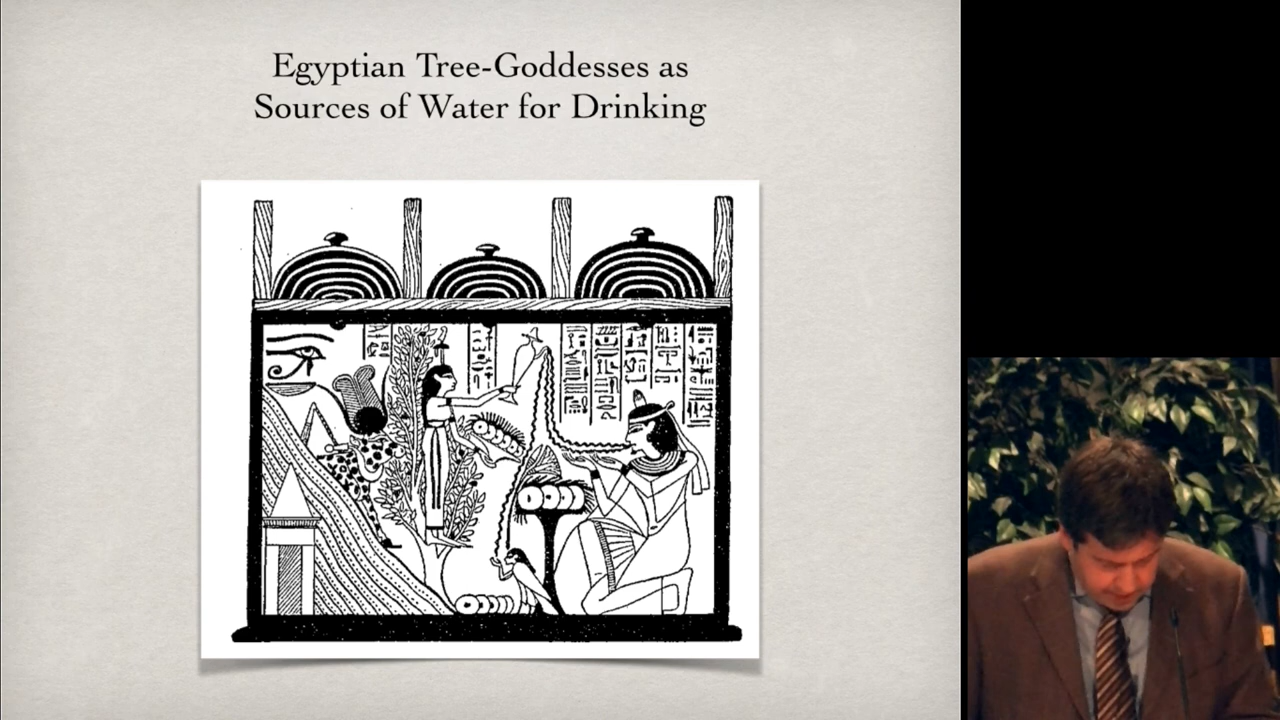 Egyptian Tree-Goddesses as
Sources of Water for Drinking